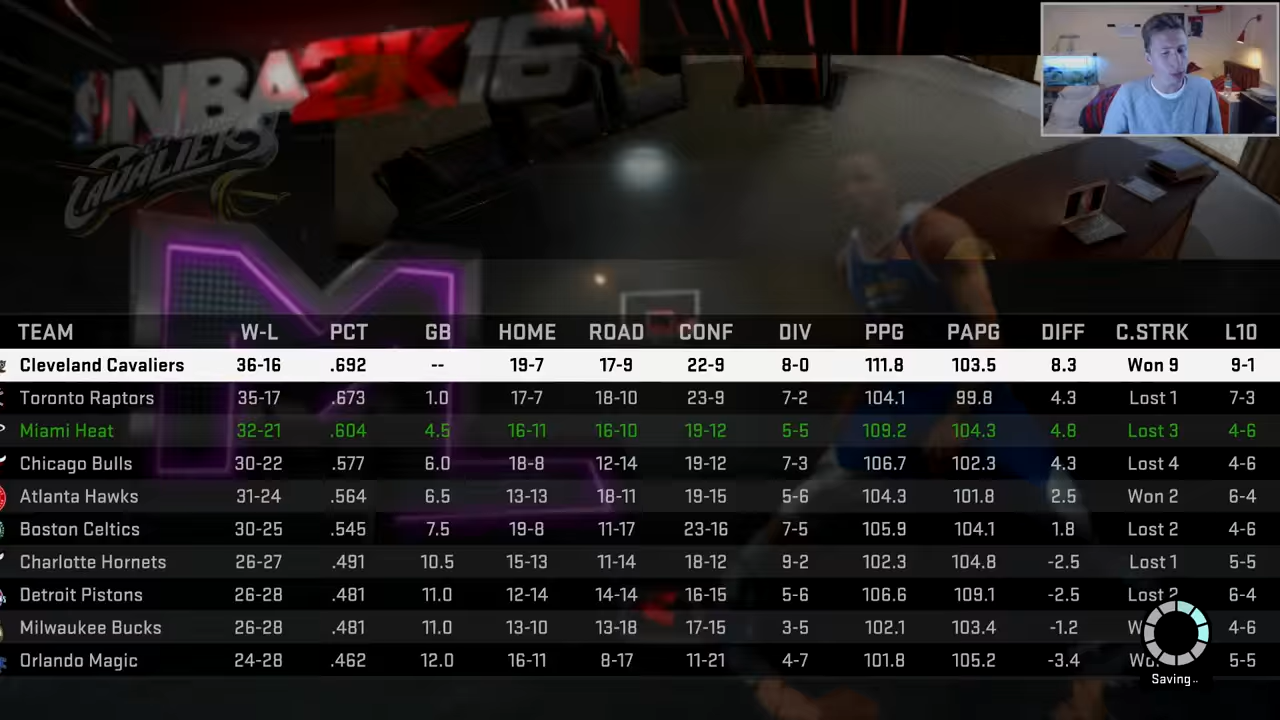 NBA 2K16
CAVALIERS
TEAM W-L PCT GB HOME ROAD CONF DIV PPG PAPG DIFF C.STRK L10
Cleveland Cavaliers 36-16 .692 -- 19-7 17-9 22-9 8-0 111.8 103.5 8.3 Won 9 9-1
Toronto Raptors 35-17 .673 1.0 17-7 18-10 23-9 7-2 104.1 99.8 4.3 Lost 1 7-3
Miami Heat 32-21 .604 4.5 16-11 16-10 19-12 5-5 109.2 104.3 4.8 Lost 3 4-6
Chicago Bulls 30-22 .577 6.0 18-8 12-14 19-12 7-3 106.7 102.3 4.3 Lost 4 4-6
Atlanta Hawks 31-24 .564 6.5 13-13 18-11 19-15 5-6 104.3 101.8 2.5 Won 2 6-4
Boston Celtics 30-25 .545 7.5 19-8 11-17 23-16 7-5 105.9 104.1 1.8 Lost 2 4-6
Charlotte Hornets 26-27 .491 10.5 15-13 11-14 18-12 9-2 102.3 104.8 -2.5 Lost 1 5-5
Detroit Pistons 26-28 .481 11.0 12-14 14-14 16-15 5-6 106.6 109.1 -2.5 Lost 2 6-4
Milwaukee Bucks 26-28 .481 11.0 13-10 13-18 17-15 3-5 102.1 103.4 -1.2 4-6
Orlando Magic 24-28 .462 12.0 16-11 8-17 11-21 4-7 101.8 105.2 -3.4 5-5
Saving..